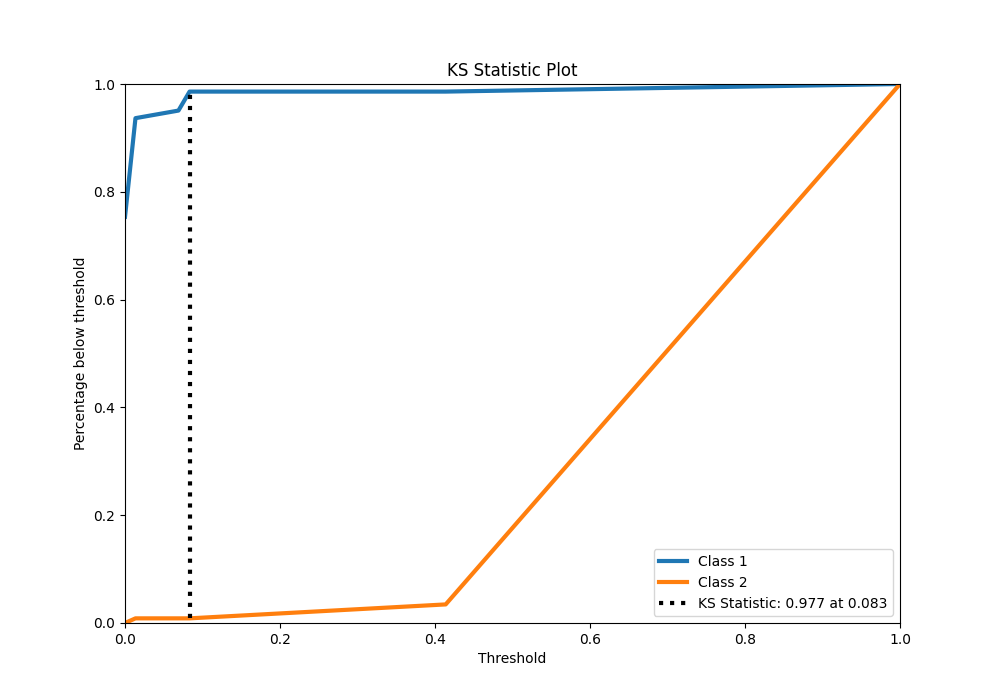 KS Statistic Plot
1.0
0.8
0.6
0.4
0.2
0.0
Percentage below threshold
0.0 0.2 0.4 0.6 0.8 1.0
Threshold
Class 1
Class 2
KS Statistic: 0.977 at 0.083